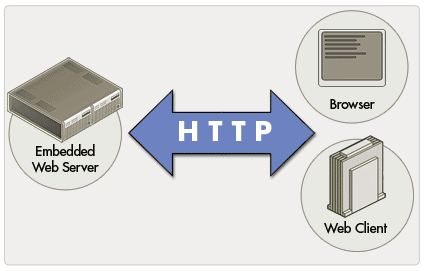 Embedded
Web Server
HTTP
Browser
Web Client